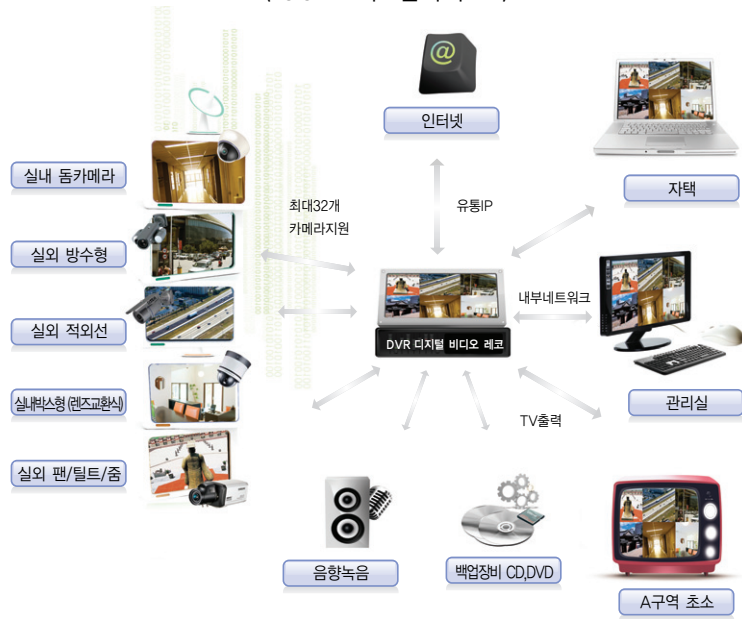 인터넷
자택
실내 돔카메라
최대32개
카메라지원
유동IP
실외 방수형
내부네트워크
실외 적외선
DVR 디지털 비디오 레코
실내박스형 (렌즈교환식)
관리실
TV출력
실외 팬/틸트/줌
음향녹음
백업장비 CD,DVD
A구역 초소